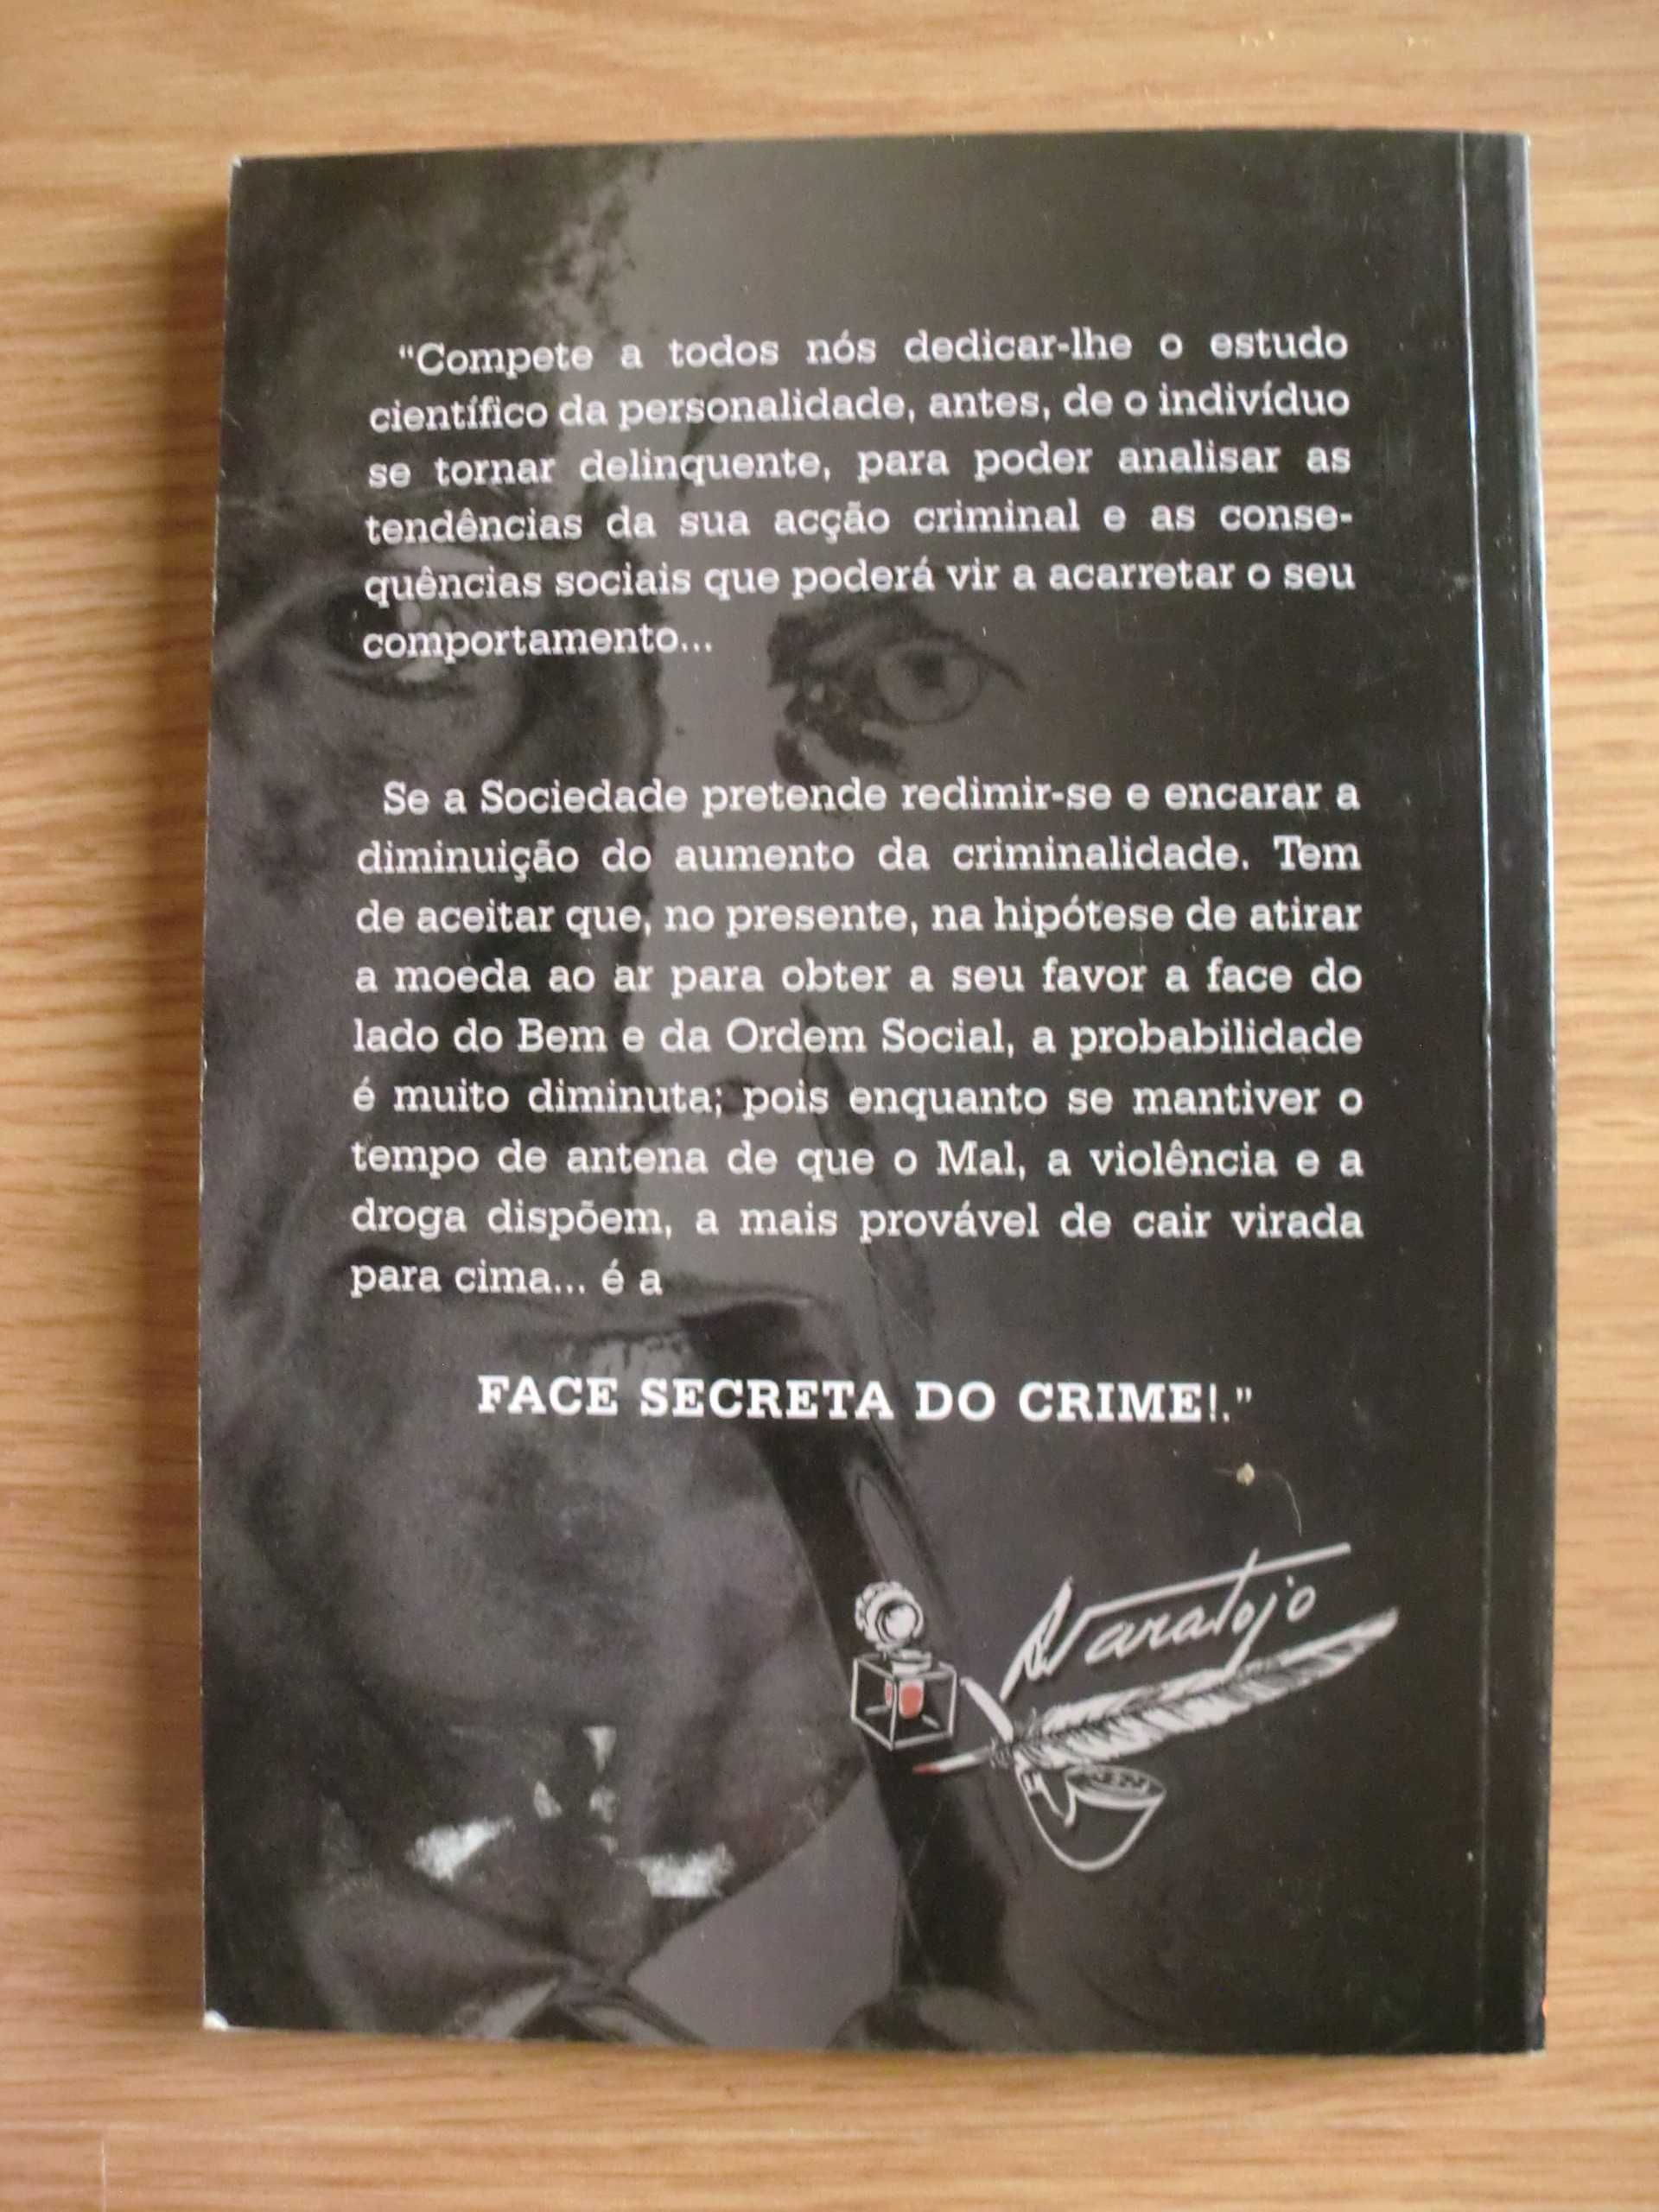 "Compete a todos nós dedicar-lhe o estudo
científico da personalidade, antes, de o indivíduo
se tornar delinquente, para poder analisar as
tendências da sua acção criminal e as conse-
quências sociais que poderá vir a acarretar o seu
comportamento...
Se a Sociedade pretende redimir-se e encarar a
diminuição do aumento da criminalidade. Tem
de aceitar que, no presente, na hipótese de atirar
a moeda ao ar para obter a seu favor a face do
lado do Bem e da Ordem Social, a probabilidade
é muito diminuta; pois enquanto se mantiver o
tempo de antena de que o Mal, a violência e a
droga dispõem, a mais provável de cair virada
para cima... é a
FACE SECRETA DO CRIME!."